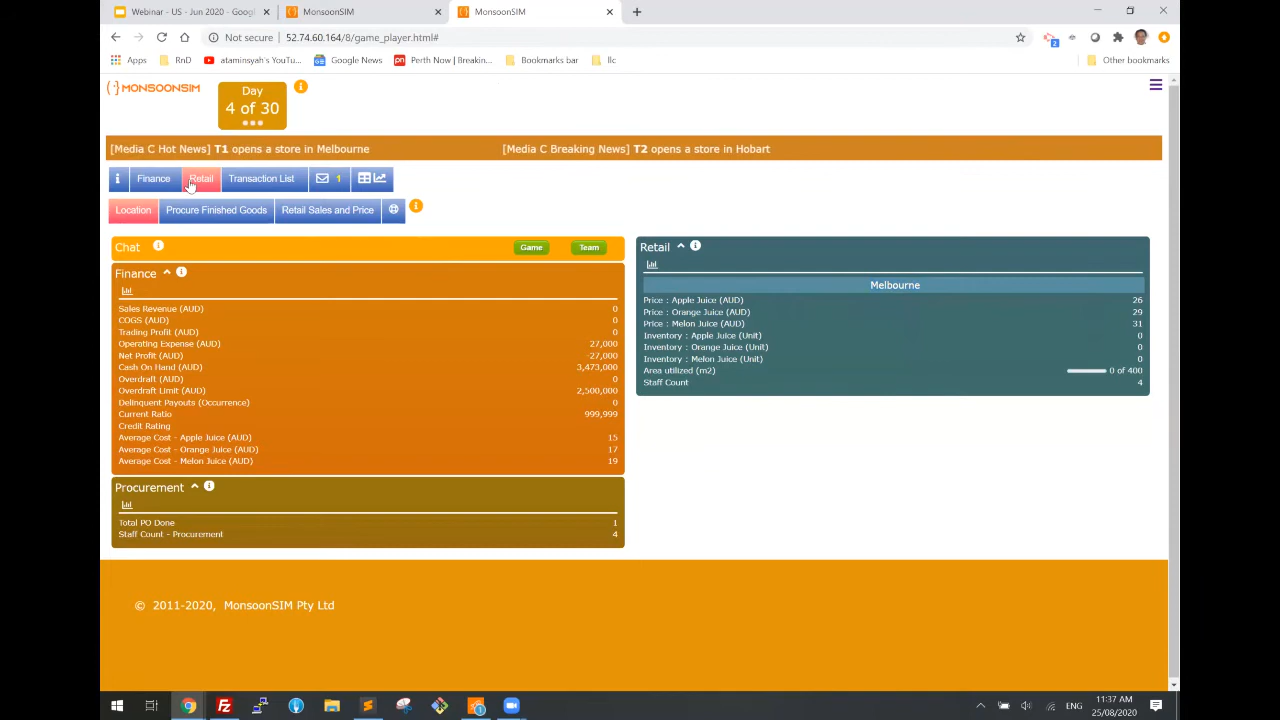 Webinar - US - Jun 2020 - Googl
MonsoonSIM
MonsoonSIM
Not secure 52.74.60.164/8/game_player.html#
2
Apps
RnD
ataminsyah's YouTu...
Google News
Perth Now | Breakin...
Bookmarks bar
llc
Other bookmarks
MONSOONSIM
Day
4 of 30
[Media C Hot News] T1 opens a store in Melbourne
[Media C Breaking News] T2 opens a store in Hobart
Finance
Retail
Transaction List
1
Location
Procure Finished Goods
Retail Sales and Price
Chat
Game
Team
Finance
Sales Revenue (AUD) 0
COGS (AUD) 0
Trading Profit (AUD) 0
Operating Expense (AUD) 27,000
Net Profit (AUD) -27,000
Cash On Hand (AUD) 3,473,000
Overdraft (AUD) 0
Overdraft Limit (AUD) 2,500,000
Delinquent Payouts (Occurrence) 0
Current Ratio 999,999
Credit Rating
Average Cost - Apple Juice (AUD) 15
Average Cost - Orange Juice (AUD) 17
Average Cost - Melon Juice (AUD) 19
Procurement
Total PO Done 1
Staff Count - Procurement 4
Retail
Melbourne
Price : Apple Juice (AUD) 26
Price : Orange Juice (AUD) 29
Price : Melon Juice (AUD) 31
Inventory : Apple Juice (Unit) 0
Inventory : Orange Juice (Unit) 0
Inventory : Melon Juice (Unit) 0
Area utilized (m2) 0 of 400
Staff Count 4
© 2011-2020, MonsoonSIM Pty Ltd
ENG
11:37 AM
25/08/2020